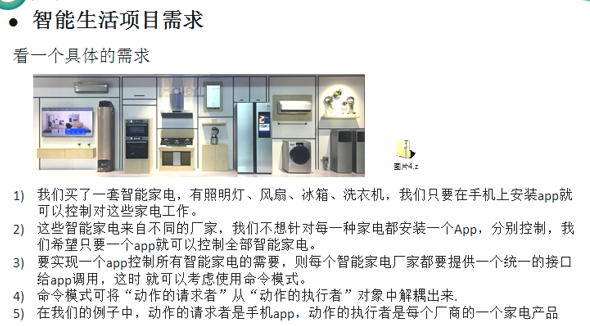 ● 智能生活项目需求
看一个具体的需求
图片4.z
1) 我们买了一套智能家电，有照明灯、风扇、冰箱、洗衣机，我们只要在手机上安装app就
可以控制对这些家电工作。
2) 这些智能家电来自不同的厂家，我们不想针对每一种家电都安装一个App，分别控制，我
们希望只要一个app就可以控制全部智能家电。
3) 要实现一个app控制所有智能家电的需要，则每个智能家电厂家都要提供一个统一的接口
给app调用，这时 就可以考虑使用命令模式。
4) 命令模式可将“动作的请求者”从“动作的执行者”对象中解耦出来.
5) 在我们的例子中，动作的请求者是手机app，动作的执行者是每个厂商的一个家电产品